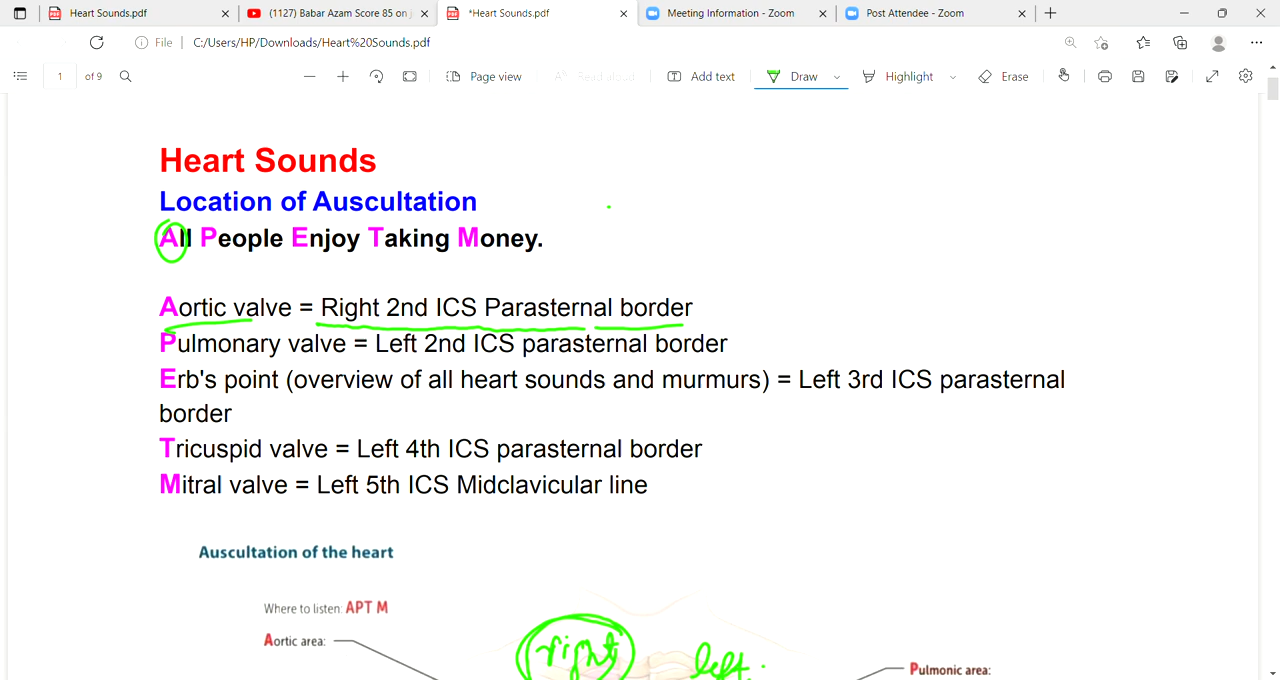 Heart Sounds.pdf
(1127) Babar Azam Score 85 on j
*Heart Sounds.pdf
Meeting Information - Zoom
Post Attendee - Zoom
File
C:/Users/HP/Downloads/Heart%20Sounds.pdf
1 of 9
Page view
Read aloud
Add text
Draw
Highlight
Erase
Heart Sounds
Location of Auscultation
All People Enjoy Taking Money.
Aortic valve = Right 2nd ICS Parasternal border
Pulmonary valve = Left 2nd ICS parasternal border
Erb's point (overview of all heart sounds and murmurs) = Left 3rd ICS parasternal
border
Tricuspid valve = Left 4th ICS parasternal border
Mitral valve = Left 5th ICS Midclavicular line
Auscultation of the heart
Where to listen: APT M
Aortic area:
right
left.
Pulmonic area: